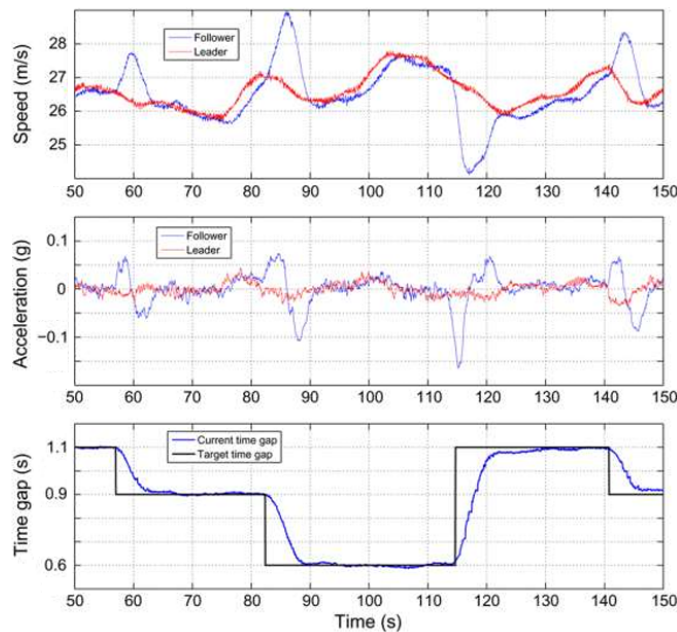 28
27
26
25
24
Speed (m/s)
Follower
Leader
50 60 70 80 90 100 110 120 130 140 150
0.1
0
−0.1
Acceleration (g)
Follower
Leader
50 60 70 80 90 100 110 120 130 140 150
1.1
0.9
0.6
Time gap (s)
Current time gap
Target time gap
50 60 70 80 90 100 110 120 130 140 150
Time (s)